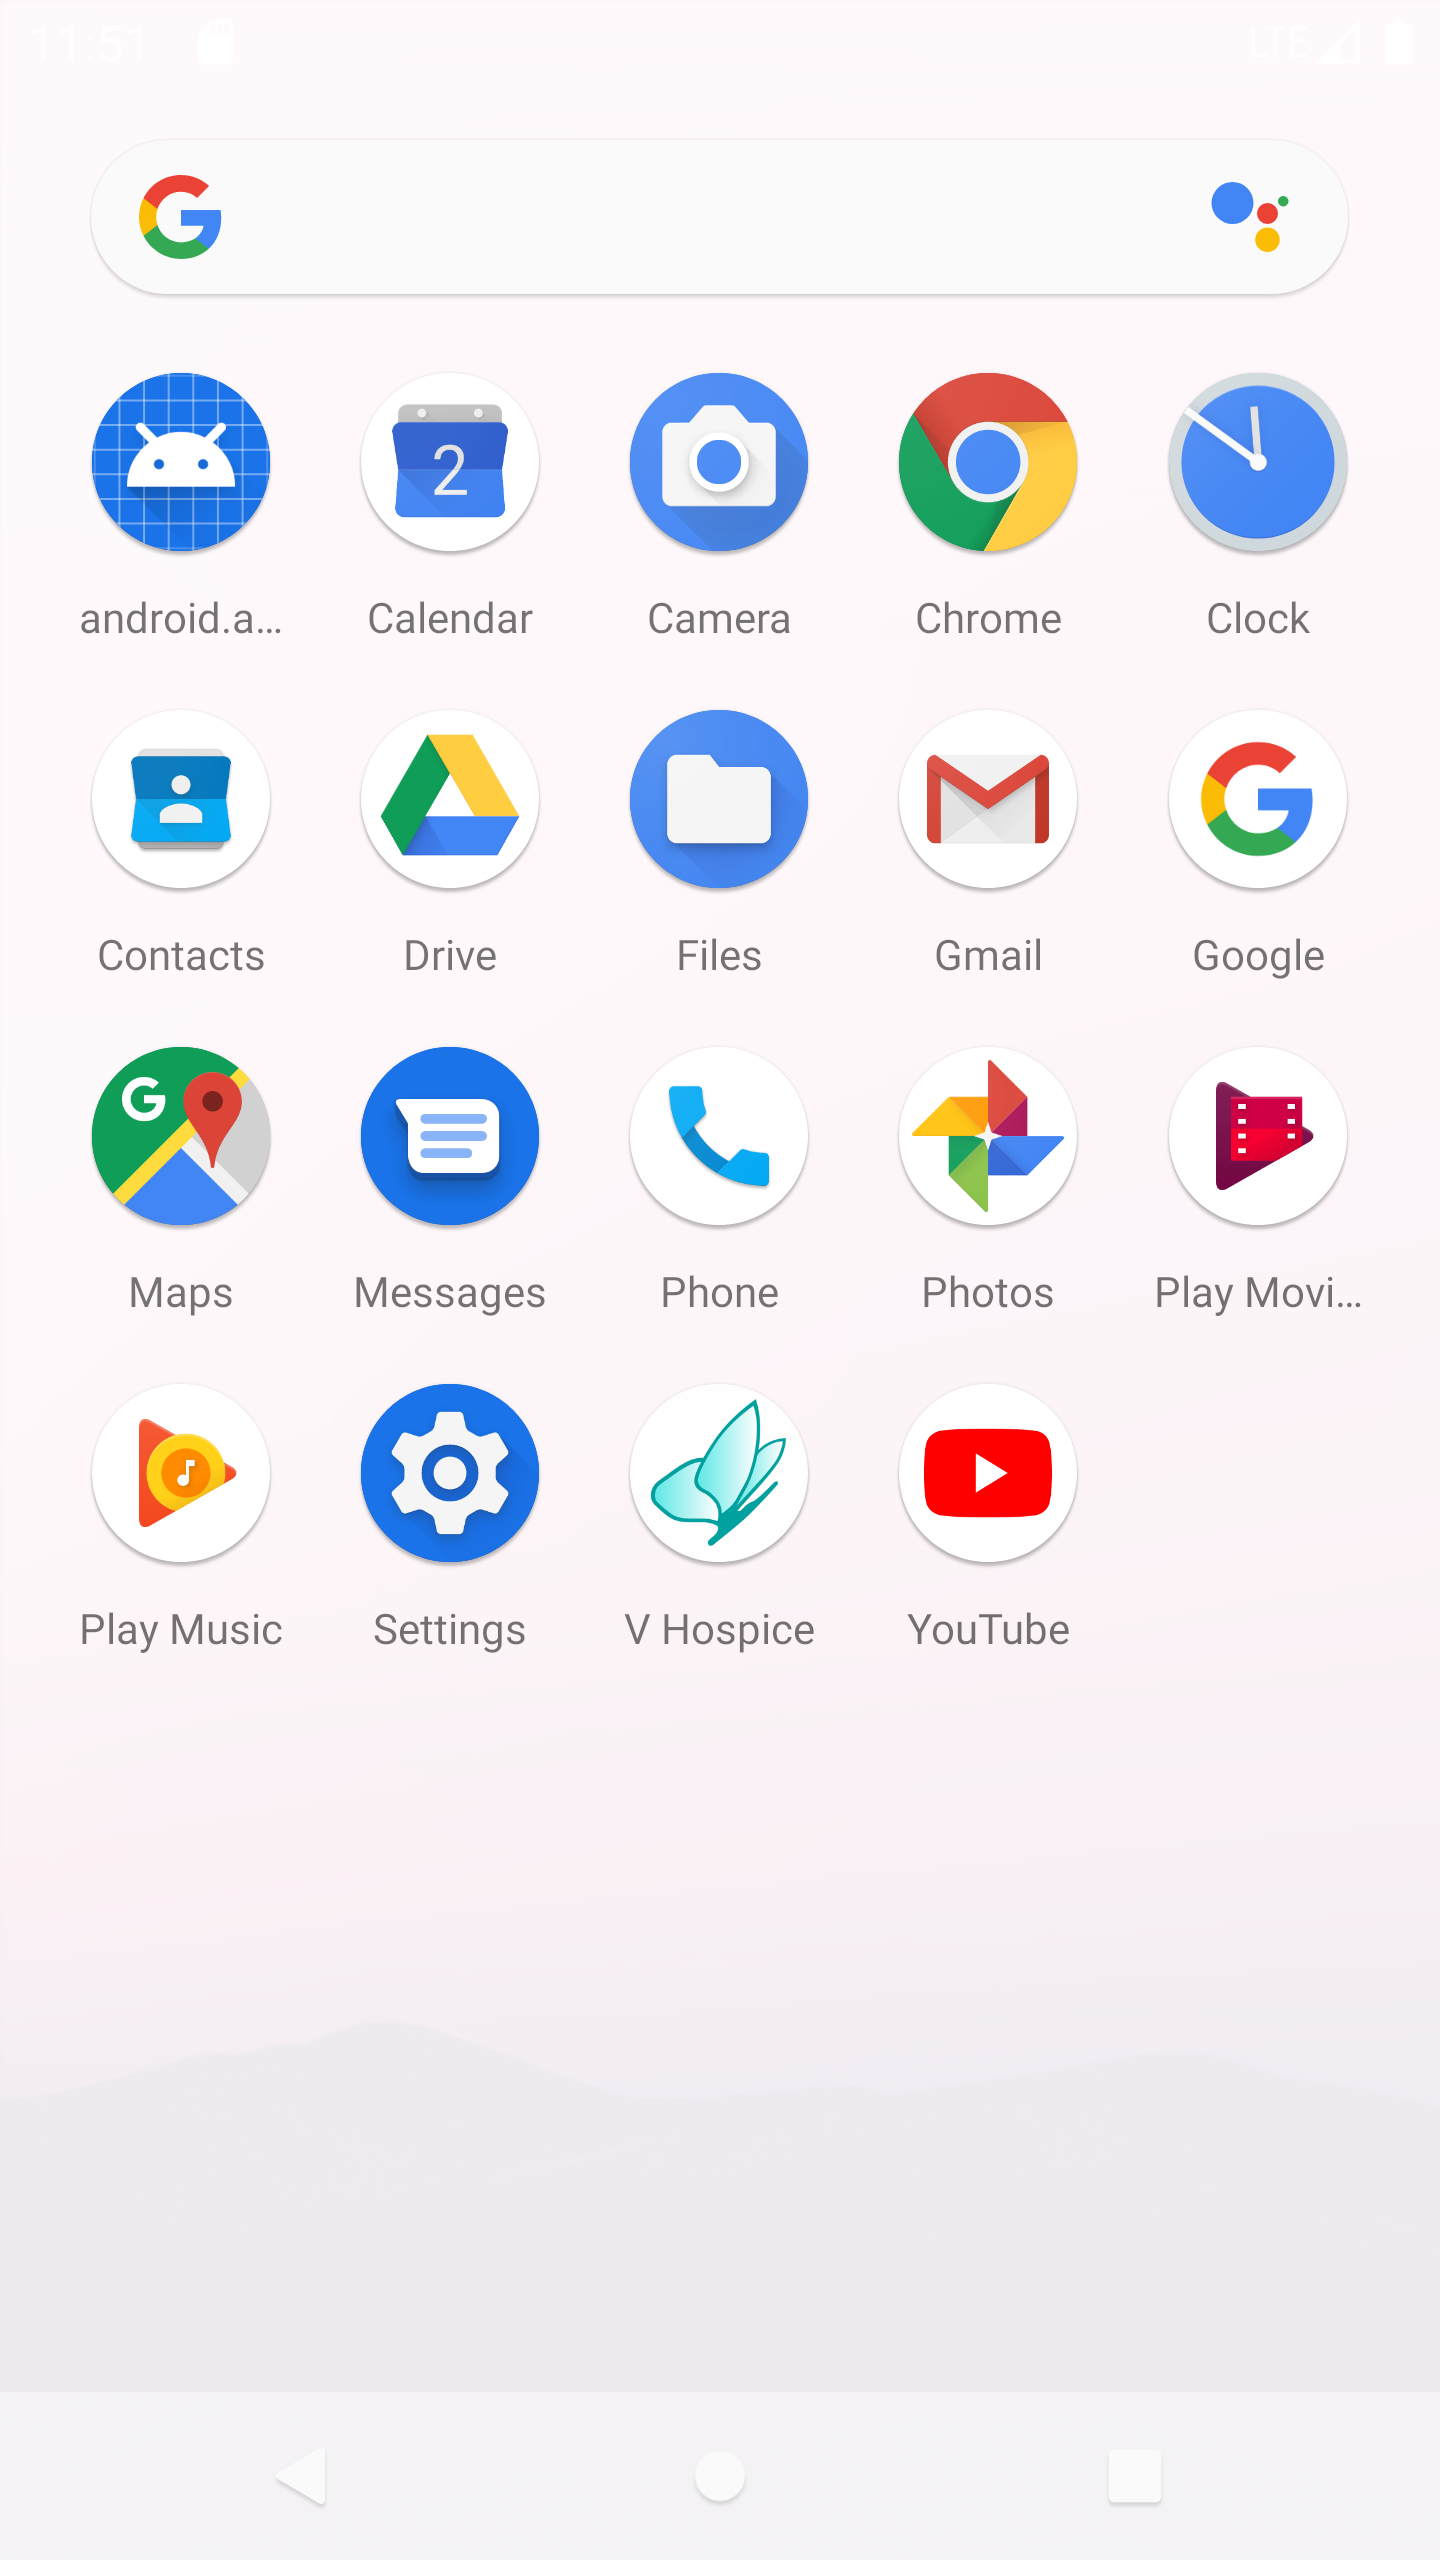 11:51 LTE
android.a...
Calendar
Camera
Chrome
Clock
2
Contacts
Drive
Files
Gmail
Google
Maps
Messages
Phone
Photos
Play Movi...
Play Music
Settings
V Hospice
YouTube